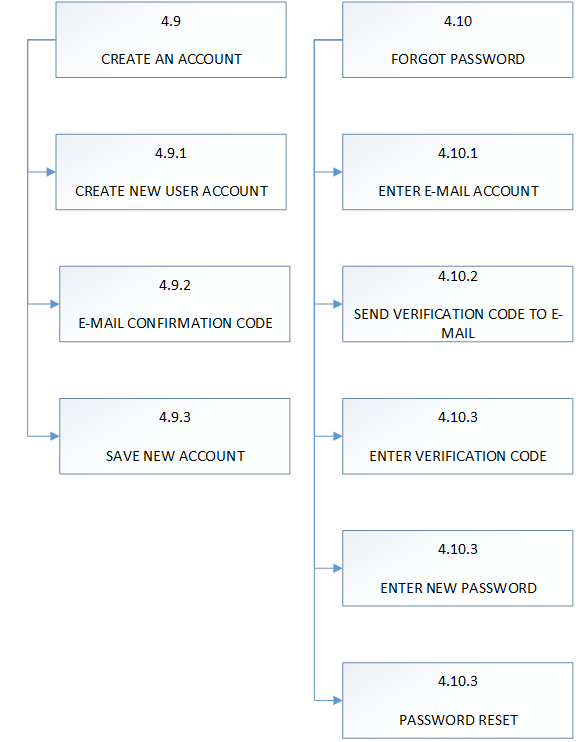 4.9
CREATE AN ACCOUNT
4.9.1
CREATE NEW USER ACCOUNT
4.9.2
E-MAIL CONFIRMATION CODE
4.9.3
SAVE NEW ACCOUNT
4.10
FORGOT PASSWORD
4.10.1
ENTER E-MAIL ACCOUNT
4.10.2
SEND VERIFICATION CODE TO E-
MAIL
4.10.3
ENTER VERIFICATION CODE
4.10.3
ENTER NEW PASSWORD
4.10.3
PASSWORD RESET